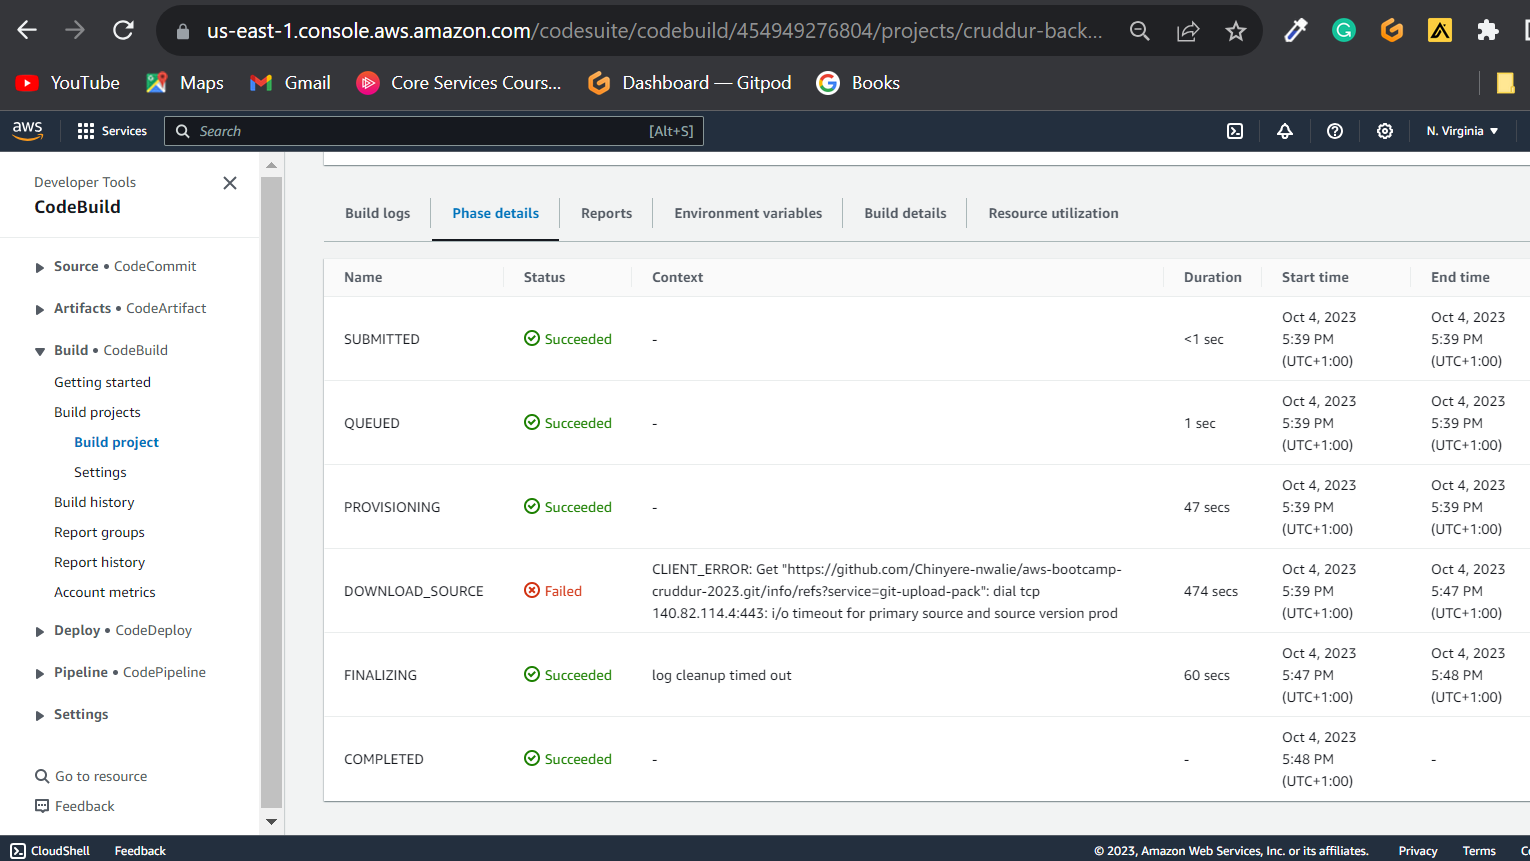 us-east-1.console.aws.amazon.com/codesuite/codebuild/454949276804/projects/cruddur-back...
YouTube Maps Gmail Core Services Cours... Dashboard — Gitpod Books
aws Services Search [Alt+S] N. Virginia
Developer Tools
CodeBuild
Source • CodeCommit
Artifacts • CodeArtifact
Build • CodeBuild
Getting started
Build projects
Build project
Settings
Build history
Report groups
Report history
Account metrics
Deploy • CodeDeploy
Pipeline • CodePipeline
Settings
Go to resource
Feedback
Build logs Phase details Reports Environment variables Build details Resource utilization
Name Status Context Duration Start time End time
SUBMITTED Succeeded - <1 sec
Oct 4, 2023
5:39 PM
(UTC+1:00)
Oct 4, 2023
5:39 PM
(UTC+1:00)
QUEUED Succeeded - 1 sec
Oct 4, 2023
5:39 PM
(UTC+1:00)
Oct 4, 2023
5:39 PM
(UTC+1:00)
PROVISIONING Succeeded - 47 secs
Oct 4, 2023
5:39 PM
(UTC+1:00)
Oct 4, 2023
5:39 PM
(UTC+1:00)
DOWNLOAD_SOURCE Failed
CLIENT_ERROR: Get "https://github.com/Chinyere-nwalie/aws-bootcamp-
cruddur-2023.git/info/refs?service=git-upload-pack": dial tcp
140.82.114.4:443: i/o timeout for primary source and source version prod
474 secs
Oct 4, 2023
5:39 PM
(UTC+1:00)
Oct 4, 2023
5:47 PM
(UTC+1:00)
FINALIZING Succeeded log cleanup timed out 60 secs
Oct 4, 2023
5:47 PM
(UTC+1:00)
Oct 4, 2023
5:48 PM
(UTC+1:00)
COMPLETED Succeeded - -
Oct 4, 2023
5:48 PM
(UTC+1:00)
-
CloudShell Feedback © 2023, Amazon Web Services, Inc. or its affiliates. Privacy Terms